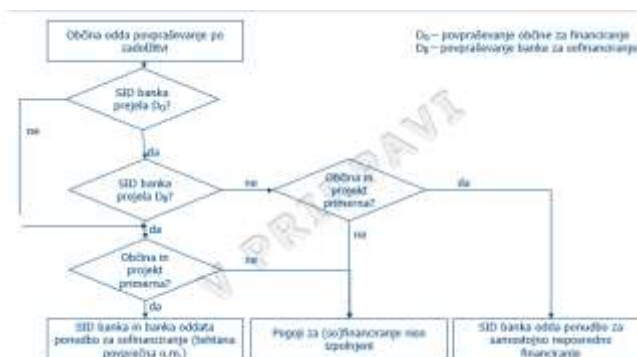 Občina odda povpraševanje po
zadolžitvi
D₀ – povpraševanje občine za financiranje
D_B – povpraševanje banke za sofinanciranje
SID banka
prejela D₀?
ne
da
SID banka
prejela D_B?
ne
Občina in
projekt
primerna?
da
da
ne
Občina in
projekt
primerna?
ne
da
V PRIPRAVI
SID banka in banka oddata
ponudbo za sofinanciranje (tehtana
povprečna o.m.)
Pogoji za (so)financiranje niso
izpolnjeni
SID banka odda ponudbo za
samostojno neposredno
financiranje